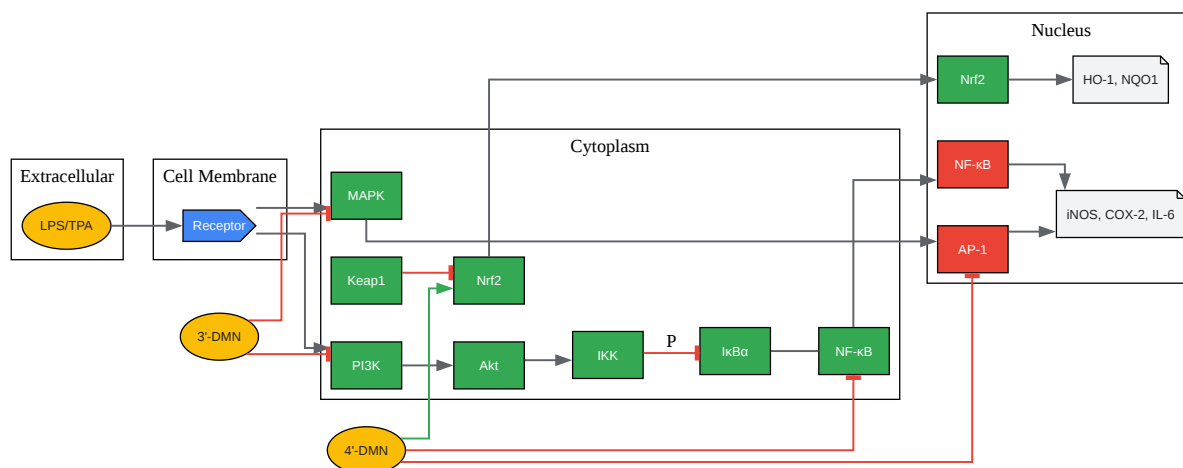 Nucleus
Nrf2
HO-1, NQO1
Cytoplasm
NF-κB
Extracellular
Cell Membrane
MAPK
iNOS, COX-2, IL-6
LPS/TPA
Receptor
AP-1
Keap1
Nrf2
3'-DMN
P
PI3K
Akt
IKK
IκBα
NF-κB
4'-DMN